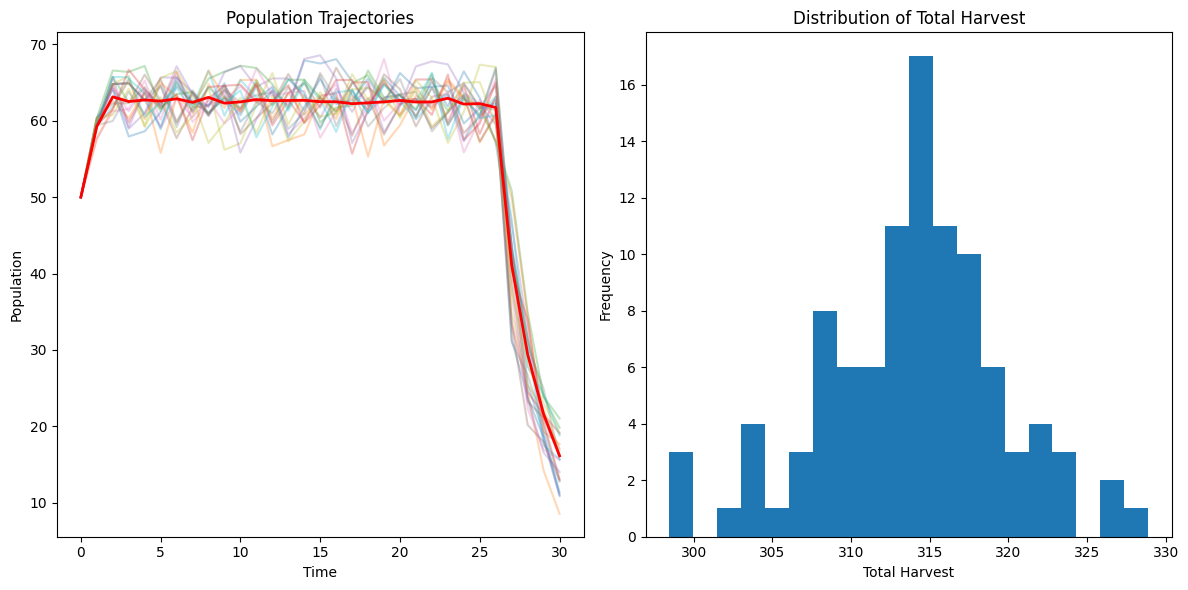 Population Trajectories
Population
70
60
50
40
30
20
10
0 5 10 15 20 25 30
Time
Distribution of Total Harvest
Frequency
16
14
12
10
8
6
4
2
0
300 305 310 315 320 325 330
Total Harvest